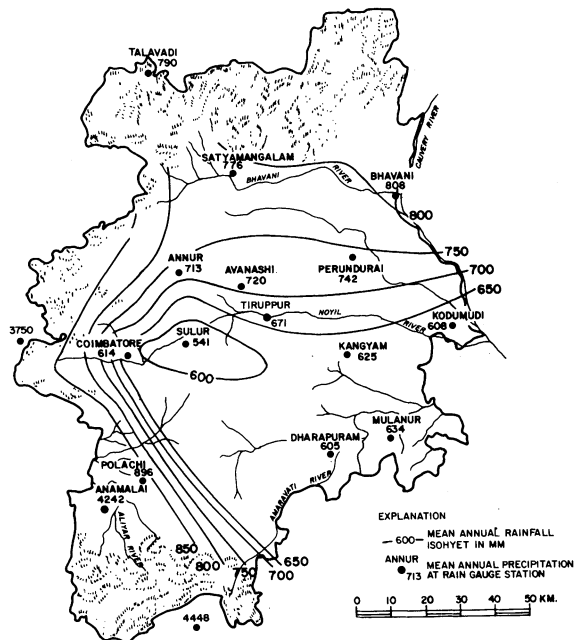 TALAVADI
790
CAUVERY RIVER
SATYAMANGALAM
776
BHAVANI RIVER
BHAVANI
808
800
750
ANNUR
713
AVANASHI
720
PERUNDURAI
742
700
650
TIRUPPUR
671
NOYIL RIVER
KODUMUDI
608
3750
COIMBATORE
614
SULUR
541
600
KANGYAM
625
MULANUR
634
DHARAPURAM
605
POLACHI
896
ANAMALAI
4242
ALIYAR RIVER
AMARAVATI RIVER
850
800
750
700
650
4448
EXPLANATION
—600— MEAN ANNUAL RAINFALL
ISOHYET IN MM
ANNUR
713 MEAN ANNUAL PRECIPITATION
AT RAIN GAUGE STATION
0 10 20 30 40 50 KM.